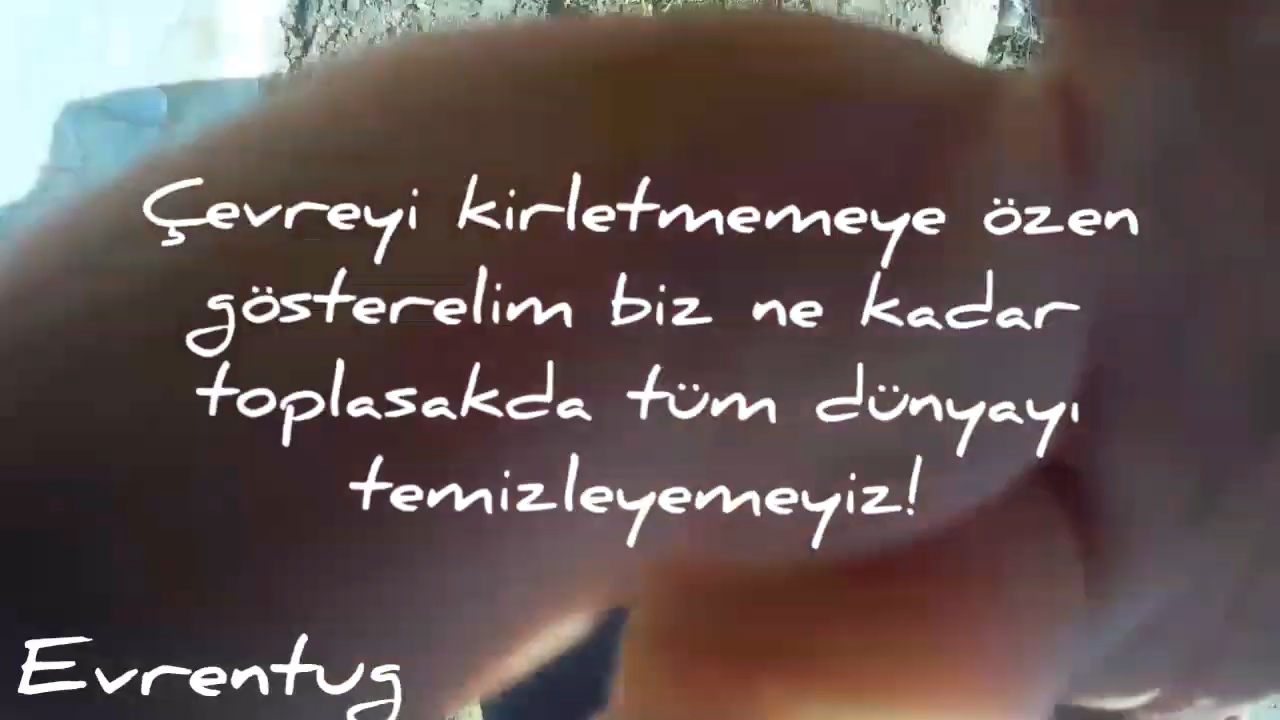 Çevreyi kirletmemeye özen
gösterelim biz ne kadar
toplasakda tüm dünyayı
temizleyemeyiz!
Evrentug